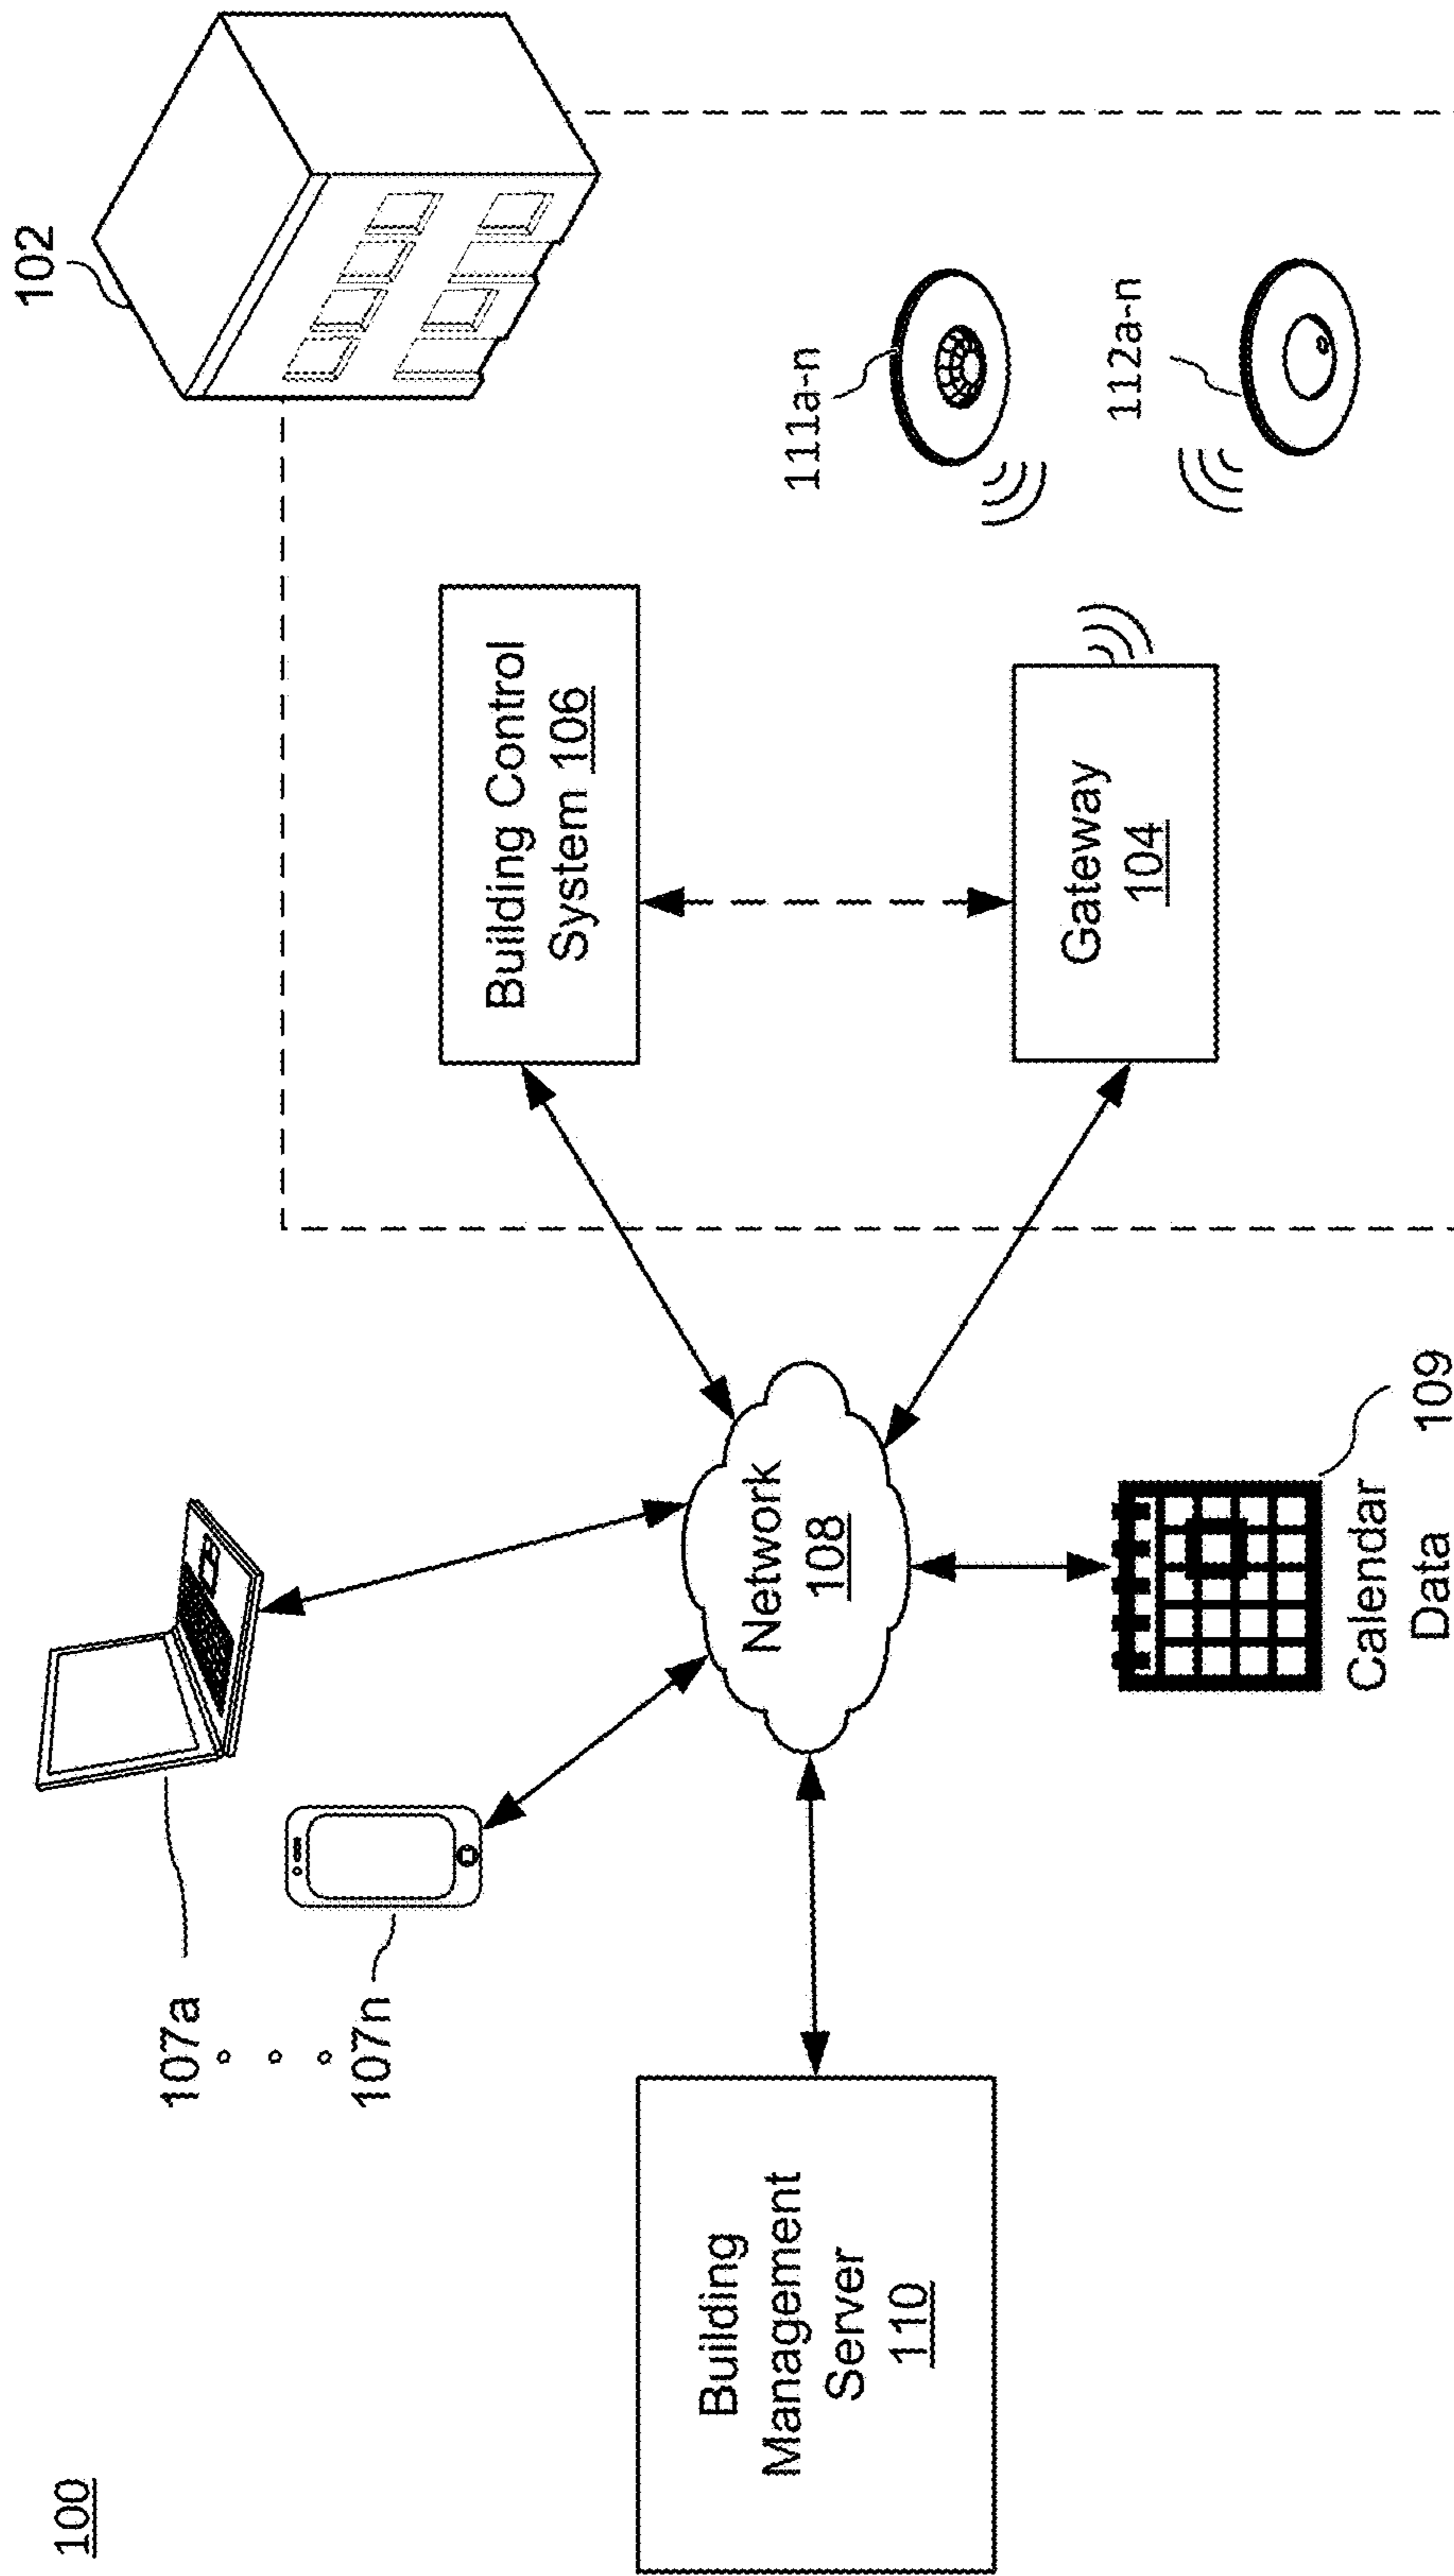 100
102
107a
107n
Building Control
System 106
111a-n
112a-n
Building
Management
Server
110
Network
108
Gateway
104
Calendar
Data
109